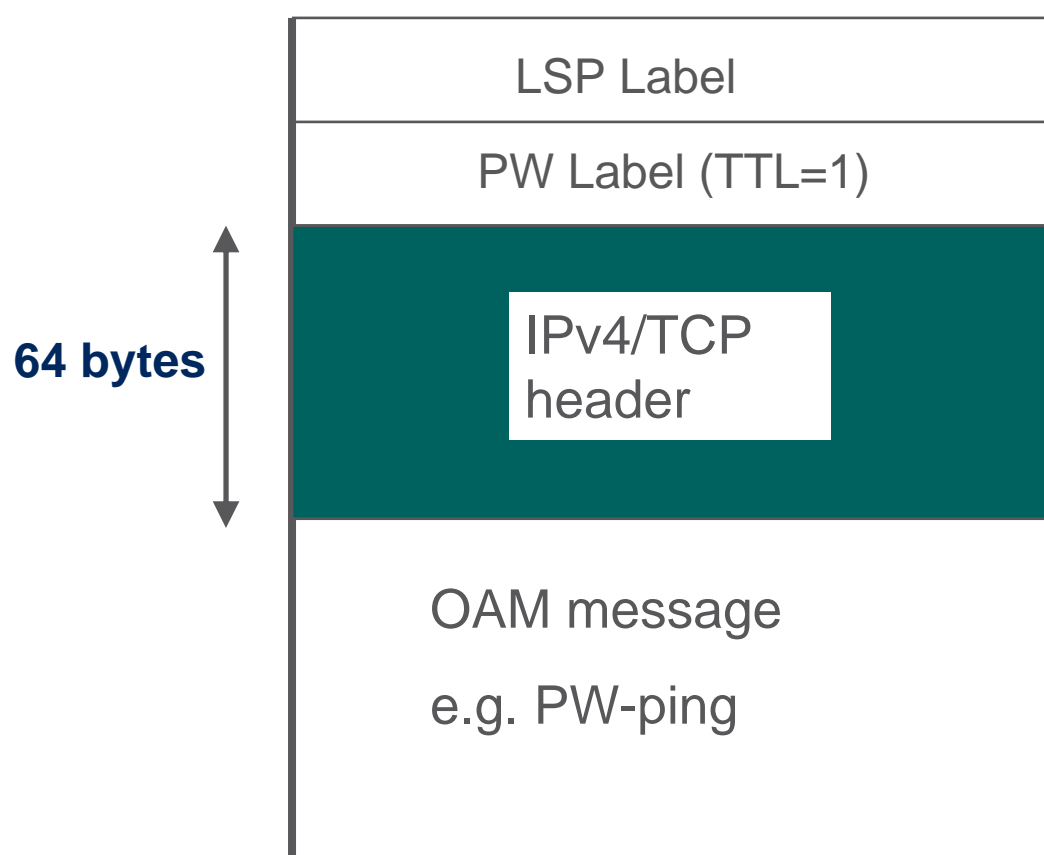 LSP Label
PW Label (TTL=1)
64 bytes
IPv4/TCP
header
OAM message
e.g. PW-ping